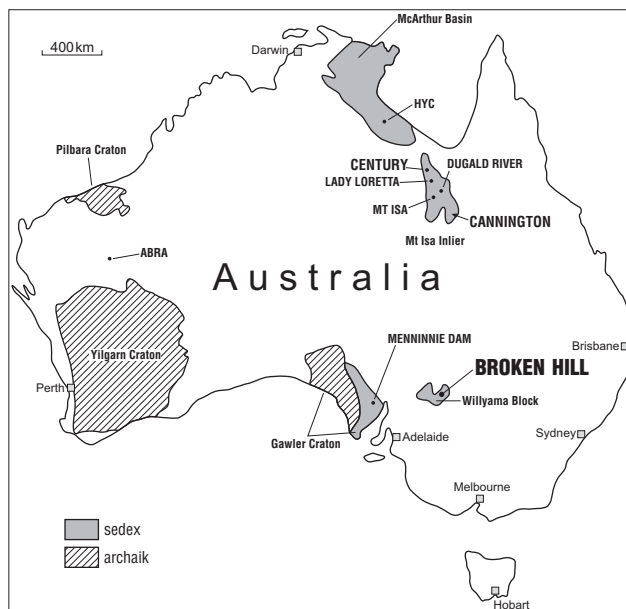 McArthur Basin
400 km
Darwin
HYC
Pilbara Craton
CENTURY
DUGALD RIVER
LADY LORETTA
MT ISA
CANNINGTON
Mt Isa Inlier
ABRA
Australia
MENNINNIE DAM
Brisbane
BROKEN HILL
Yilgarn Craton
Perth
Willyama Block
Gawler Craton
Adelaide
Sydney
Melbourne
sedex
archaik
Hobart